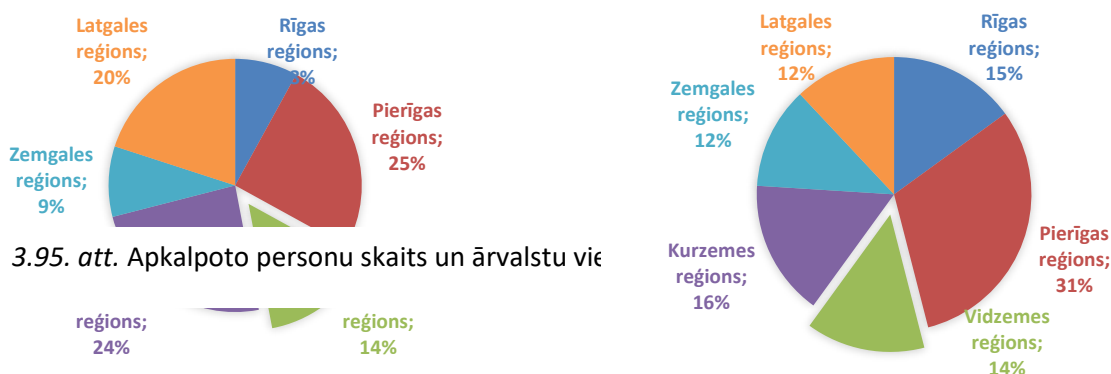 Latgales
reģions;
20%
Rīgas
reģions;
Pierīgas
reģions;
25%
Zemgales
reģions;
9%
3.95. att. Apkalpoto personu skaits un ārvalstu vie
reģions;
24%
reģions;
14%
Latgales
reģions;
12%
Rīgas
reģions;
15%
Zemgales
reģions;
12%
Kurzemes
reģions;
16%
Pierīgas
reģions;
31%
Vidzemes
reģions;
14%